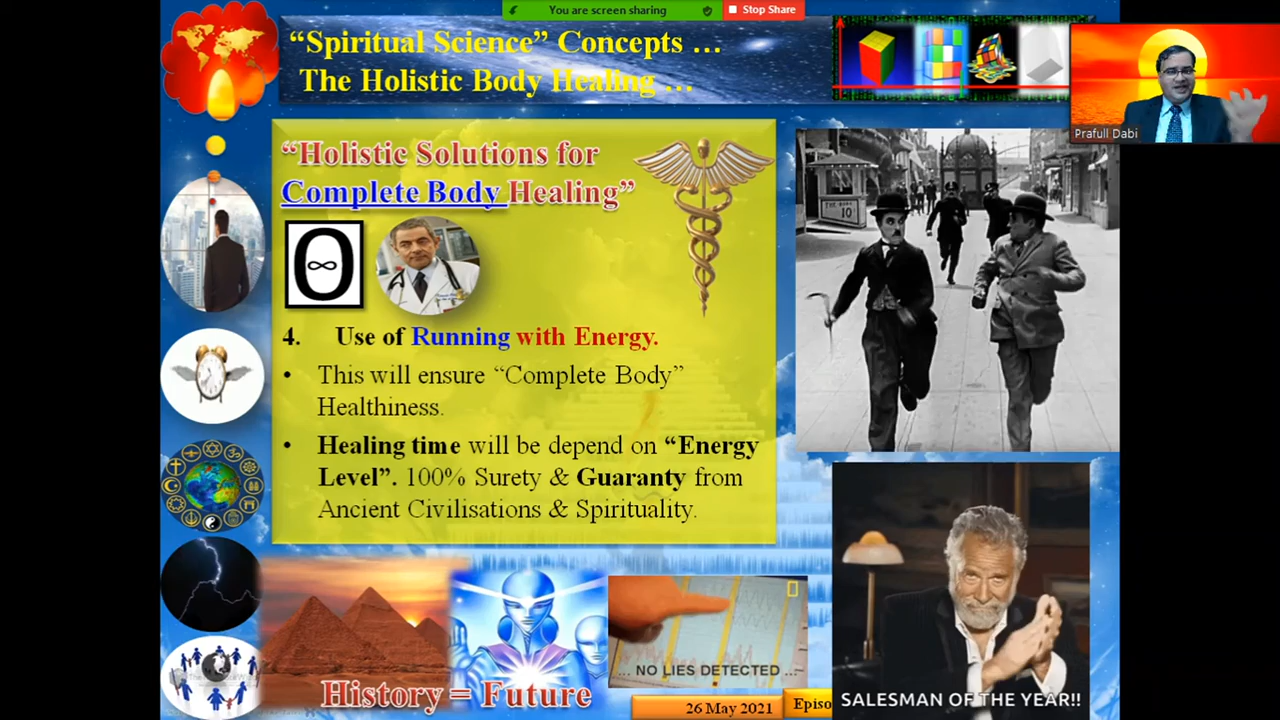 You are screen sharing
Stop Share
“Spiritual Science” Concepts …
The Holistic Body Healing …
Prafull Dabi
“Holistic Solutions for
Complete Body Healing”
4. Use of Running with Energy.
• This will ensure “Complete Body”
Healthiness.
• Healing time will be depend on “Energy
Level”. 100% Surety & Guaranty from
Ancient Civilisations & Spirituality.
10¢
... NO LIES DETECTED ...
History = Future
SALESMAN OF THE YEAR!!
26 May 2021
Episo